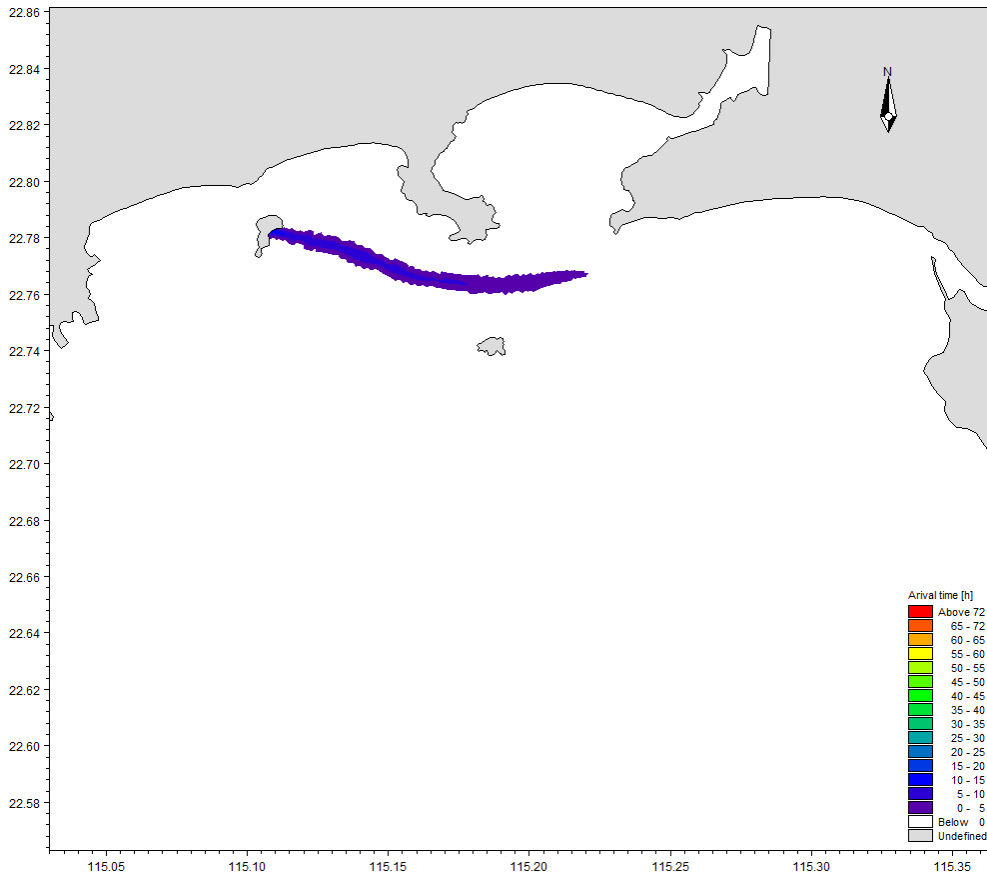 22.86
22.84
22.82
22.80
22.78
22.76
22.74
22.72
22.70
22.68
22.66
22.64
22.62
22.60
22.58
N
Arival time [h]
Above 72
65 - 72
60 - 65
55 - 60
50 - 55
45 - 50
40 - 45
35 - 40
30 - 35
25 - 30
20 - 25
15 - 20
10 - 15
5 - 10
0 - 5
Below 0
Undefined
115.05 115.10 115.15 115.20 115.25 115.30 115.35